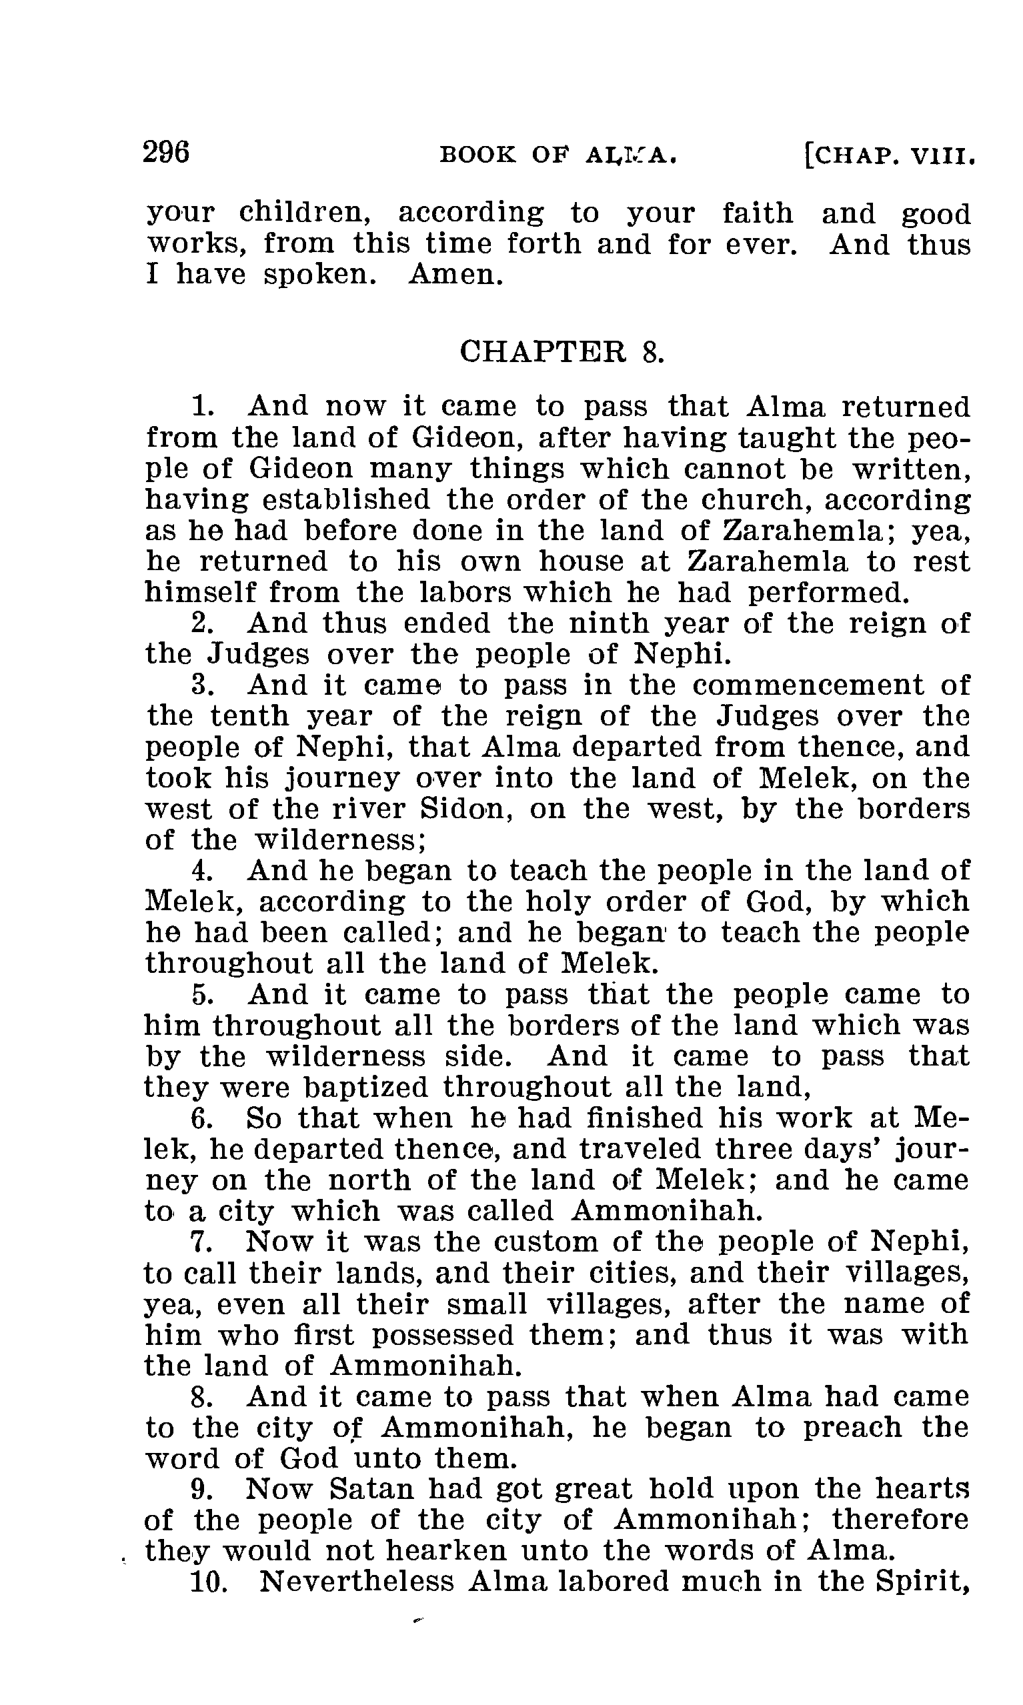 296 BOOK OF ALMA. [CHAP. VIII.
your children, according to your faith and good
works, from this time forth and for ever. And thus
I have spoken. Amen.
CHAPTER 8.
1. And now it came to pass that Alma returned
from the land of Gideon, after having taught the peo-
ple of Gideon many things which cannot be written,
having established the order of the church, according
as he had before done in the land of Zarahemla; yea,
he returned to his own house at Zarahemla to rest
himself from the labors which he had performed.
2. And thus ended the ninth year of the reign of
the Judges over the people of Nephi.
3. And it came to pass in the commencement of
the tenth year of the reign of the Judges over the
people of Nephi, that Alma departed from thence, and
took his journey over into the land of Melek, on the
west of the river Sidon, on the west, by the borders
of the wilderness;
4. And he began to teach the people in the land of
Melek, according to the holy order of God, by which
he had been called; and he began to teach the people
throughout all the land of Melek.
5. And it came to pass that the people came to
him throughout all the borders of the land which was
by the wilderness side. And it came to pass that
they were baptized throughout all the land,
6. So that when he had finished his work at Me-
lek, he departed thence, and traveled three days' jour-
ney on the north of the land of Melek; and he came
to a city which was called Ammonihah.
7. Now it was the custom of the people of Nephi,
to call their lands, and their cities, and their villages,
yea, even all their small villages, after the name of
him who first possessed them; and thus it was with
the land of Ammonihah.
8. And it came to pass that when Alma had came
to the city of Ammonihah, he began to preach the
word of God unto them.
9. Now Satan had got great hold upon the hearts
of the people of the city of Ammonihah; therefore
they would not hearken unto the words of Alma.
10. Nevertheless Alma labored much in the Spirit,